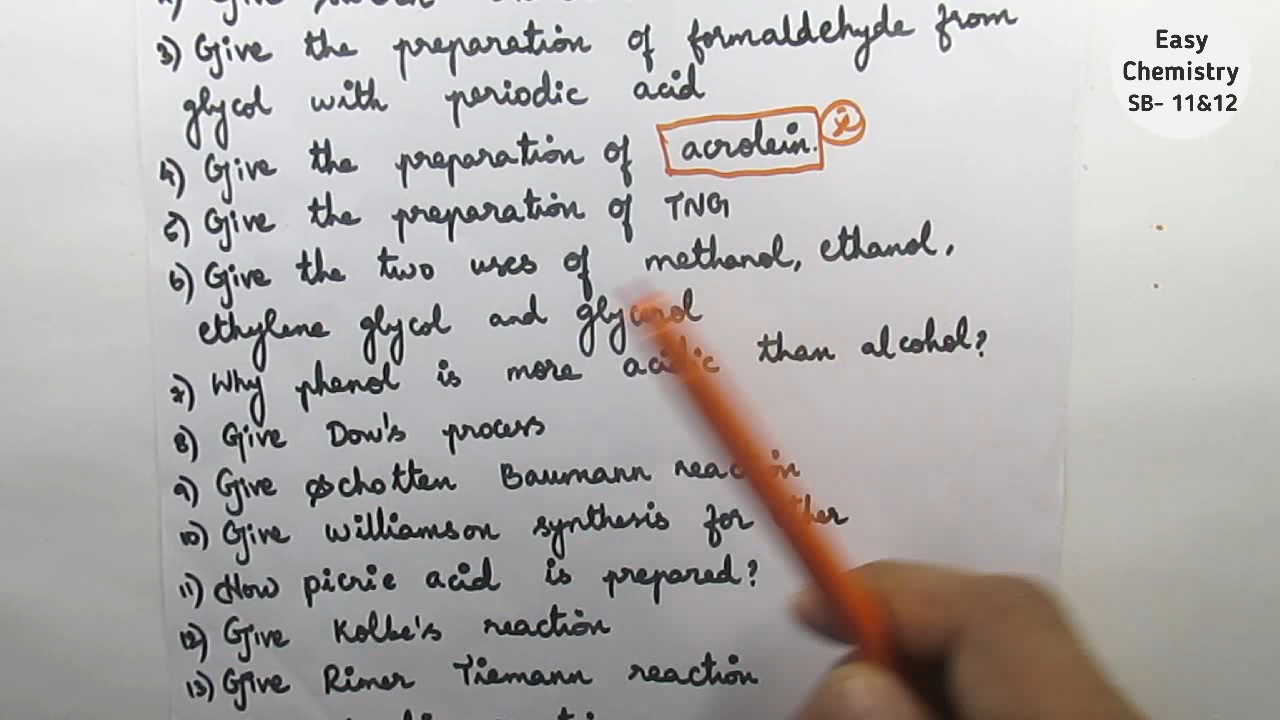 2) Give
3) Give the preparation of formaldehyde from
glycol with periodic acid
4) Give the preparation of acrolein.
5) Give the preparation of TNG
6) Give the two uses of methanol, ethanol,
ethylene glycol and glycerol
7) Why phenol is more acidic than alcohol?
8) Give Dow's process
9) Give schotten Baumann reaction
10) Give williamson synthesis for ether
11) How picric acid is prepared?
12) Give Kolbe's reaction
13) Give Rimer Tiemann reaction
Easy
Chemistry
SB- 11&12